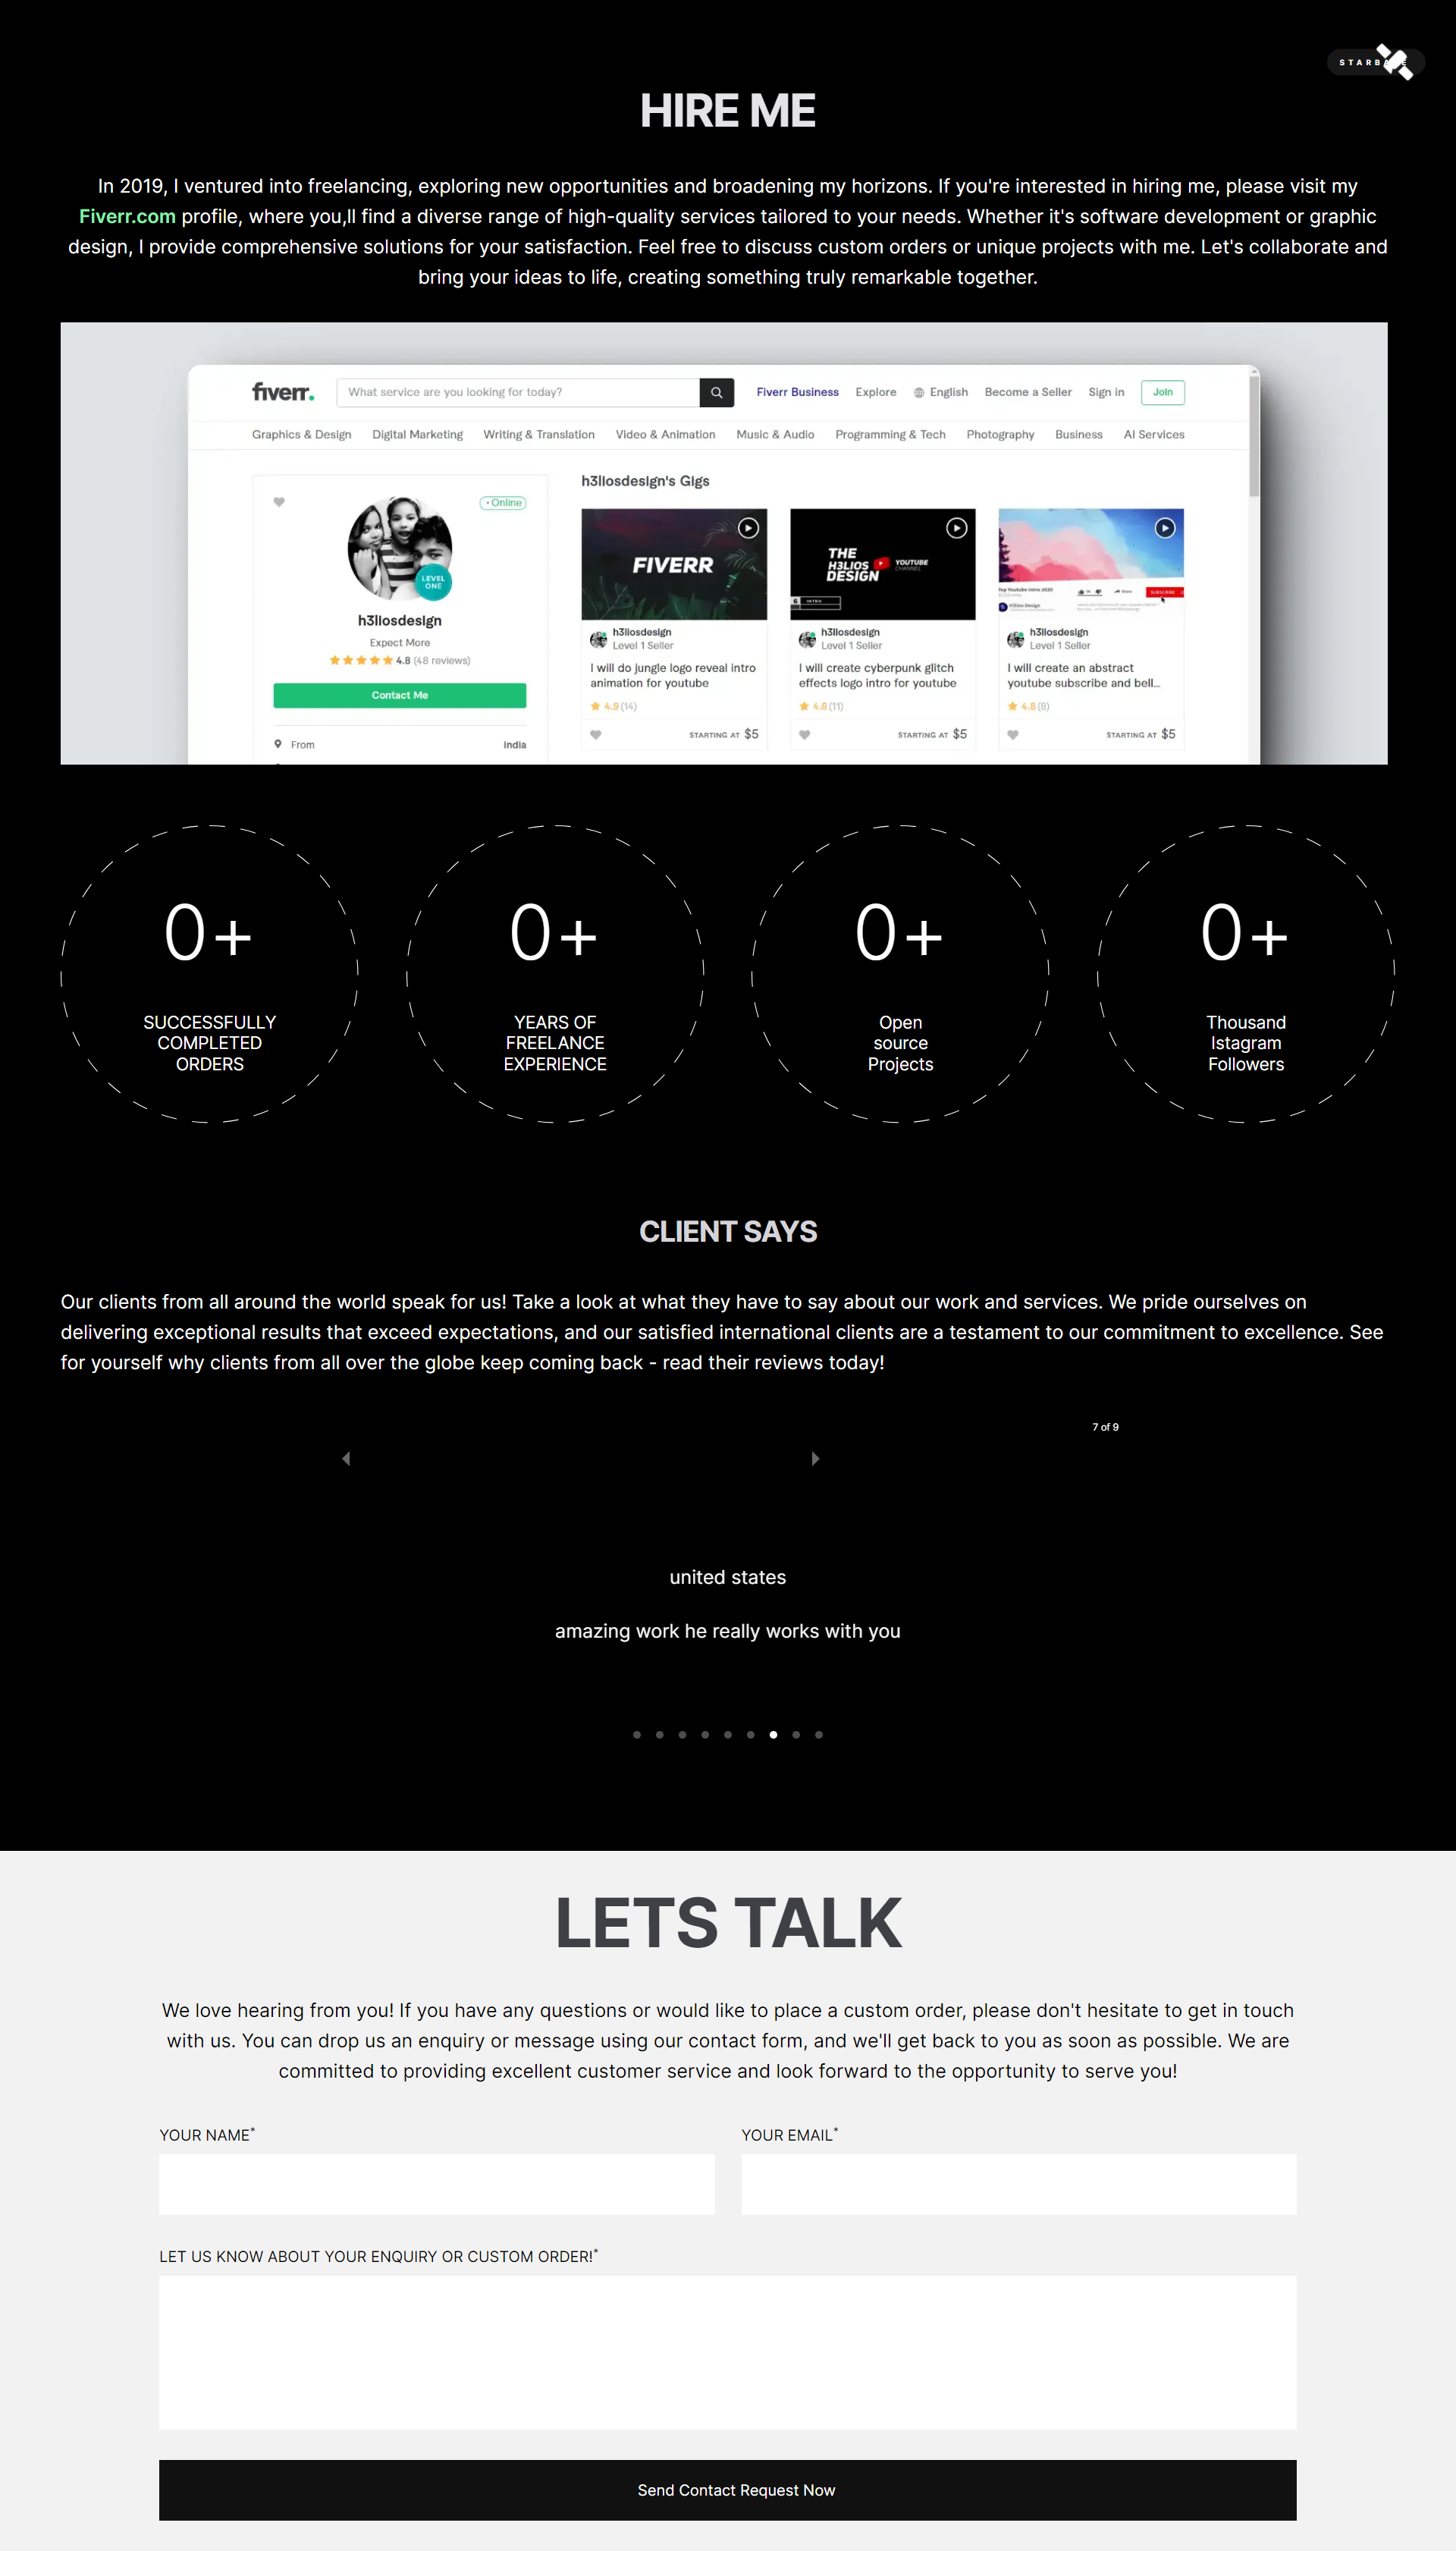 STARBASE
HIRE ME
In 2019, I ventured into freelancing, exploring new opportunities and broadening my horizons. If you're interested in hiring me, please visit my
Fiverr.com profile, where you,ll find a diverse range of high-quality services tailored to your needs. Whether it's software development or graphic
design, I provide comprehensive solutions for your satisfaction. Feel free to discuss custom orders or unique projects with me. Let's collaborate and
bring your ideas to life, creating something truly remarkable together.
fiverr.
What service are you looking for today?
Fiverr Business Explore English Become a Seller Sign in Join
Graphics & Design Digital Marketing Writing & Translation Video & Animation Music & Audio Programming & Tech Photography Business AI Services
Online
LEVEL
ONE
h3liosdesign
Expect More
4.8 (48 reviews)
Contact Me
From India
h3liosdesign's Gigs
FIVERR
h3liosdesign
Level 1 Seller
I will do jungle logo reveal intro
animation for youtube
4.9 (14)
STARTING AT $5
THE
H3LIOS
DESIGN
YOUTUBE
CHANNEL
INTRO
h3liosdesign
Level 1 Seller
I will create cyberpunk glitch
effects logo intro for youtube
4.6 (11)
STARTING AT $5
Top Youtube Intro 2020
Share
SUBSCRIBE
H3lios Design
h3liosdesign
Level 1 Seller
I will create an abstract
youtube subscribe and bell...
4.8 (8)
STARTING AT $5
0+
SUCCESSFULLY
COMPLETED
ORDERS
0+
YEARS OF
FREELANCE
EXPERIENCE
0+
Open
source
Projects
0+
Thousand
Istagram
Followers
CLIENT SAYS
Our clients from all around the world speak for us! Take a look at what they have to say about our work and services. We pride ourselves on
delivering exceptional results that exceed expectations, and our satisfied international clients are a testament to our commitment to excellence. See
for yourself why clients from all over the globe keep coming back - read their reviews today!
7 of 9
united states
amazing work he really works with you
LETS TALK
We love hearing from you! If you have any questions or would like to place a custom order, please don't hesitate to get in touch
with us. You can drop us an enquiry or message using our contact form, and we'll get back to you as soon as possible. We are
committed to providing excellent customer service and look forward to the opportunity to serve you!
YOUR NAME*
YOUR EMAIL*
LET US KNOW ABOUT YOUR ENQUIRY OR CUSTOM ORDER!*
Send Contact Request Now